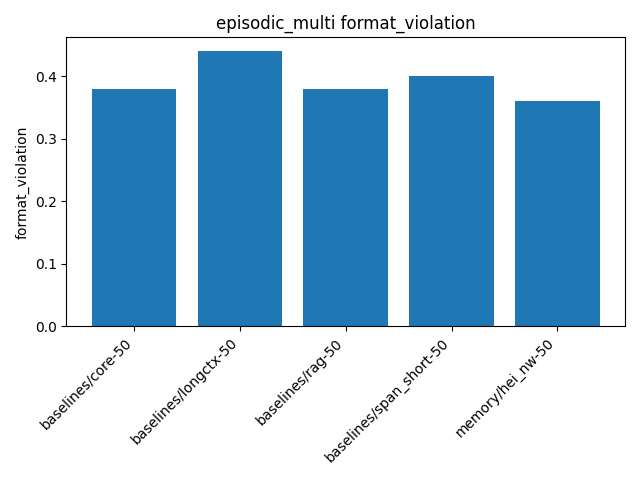 episodic_multi format_violation
format_violation
0.4
0.3
0.2
0.1
0.0
baselines/core-50
baselines/longctx-50
baselines/rag-50
baselines/span_short-50
memory/hei_nw-50